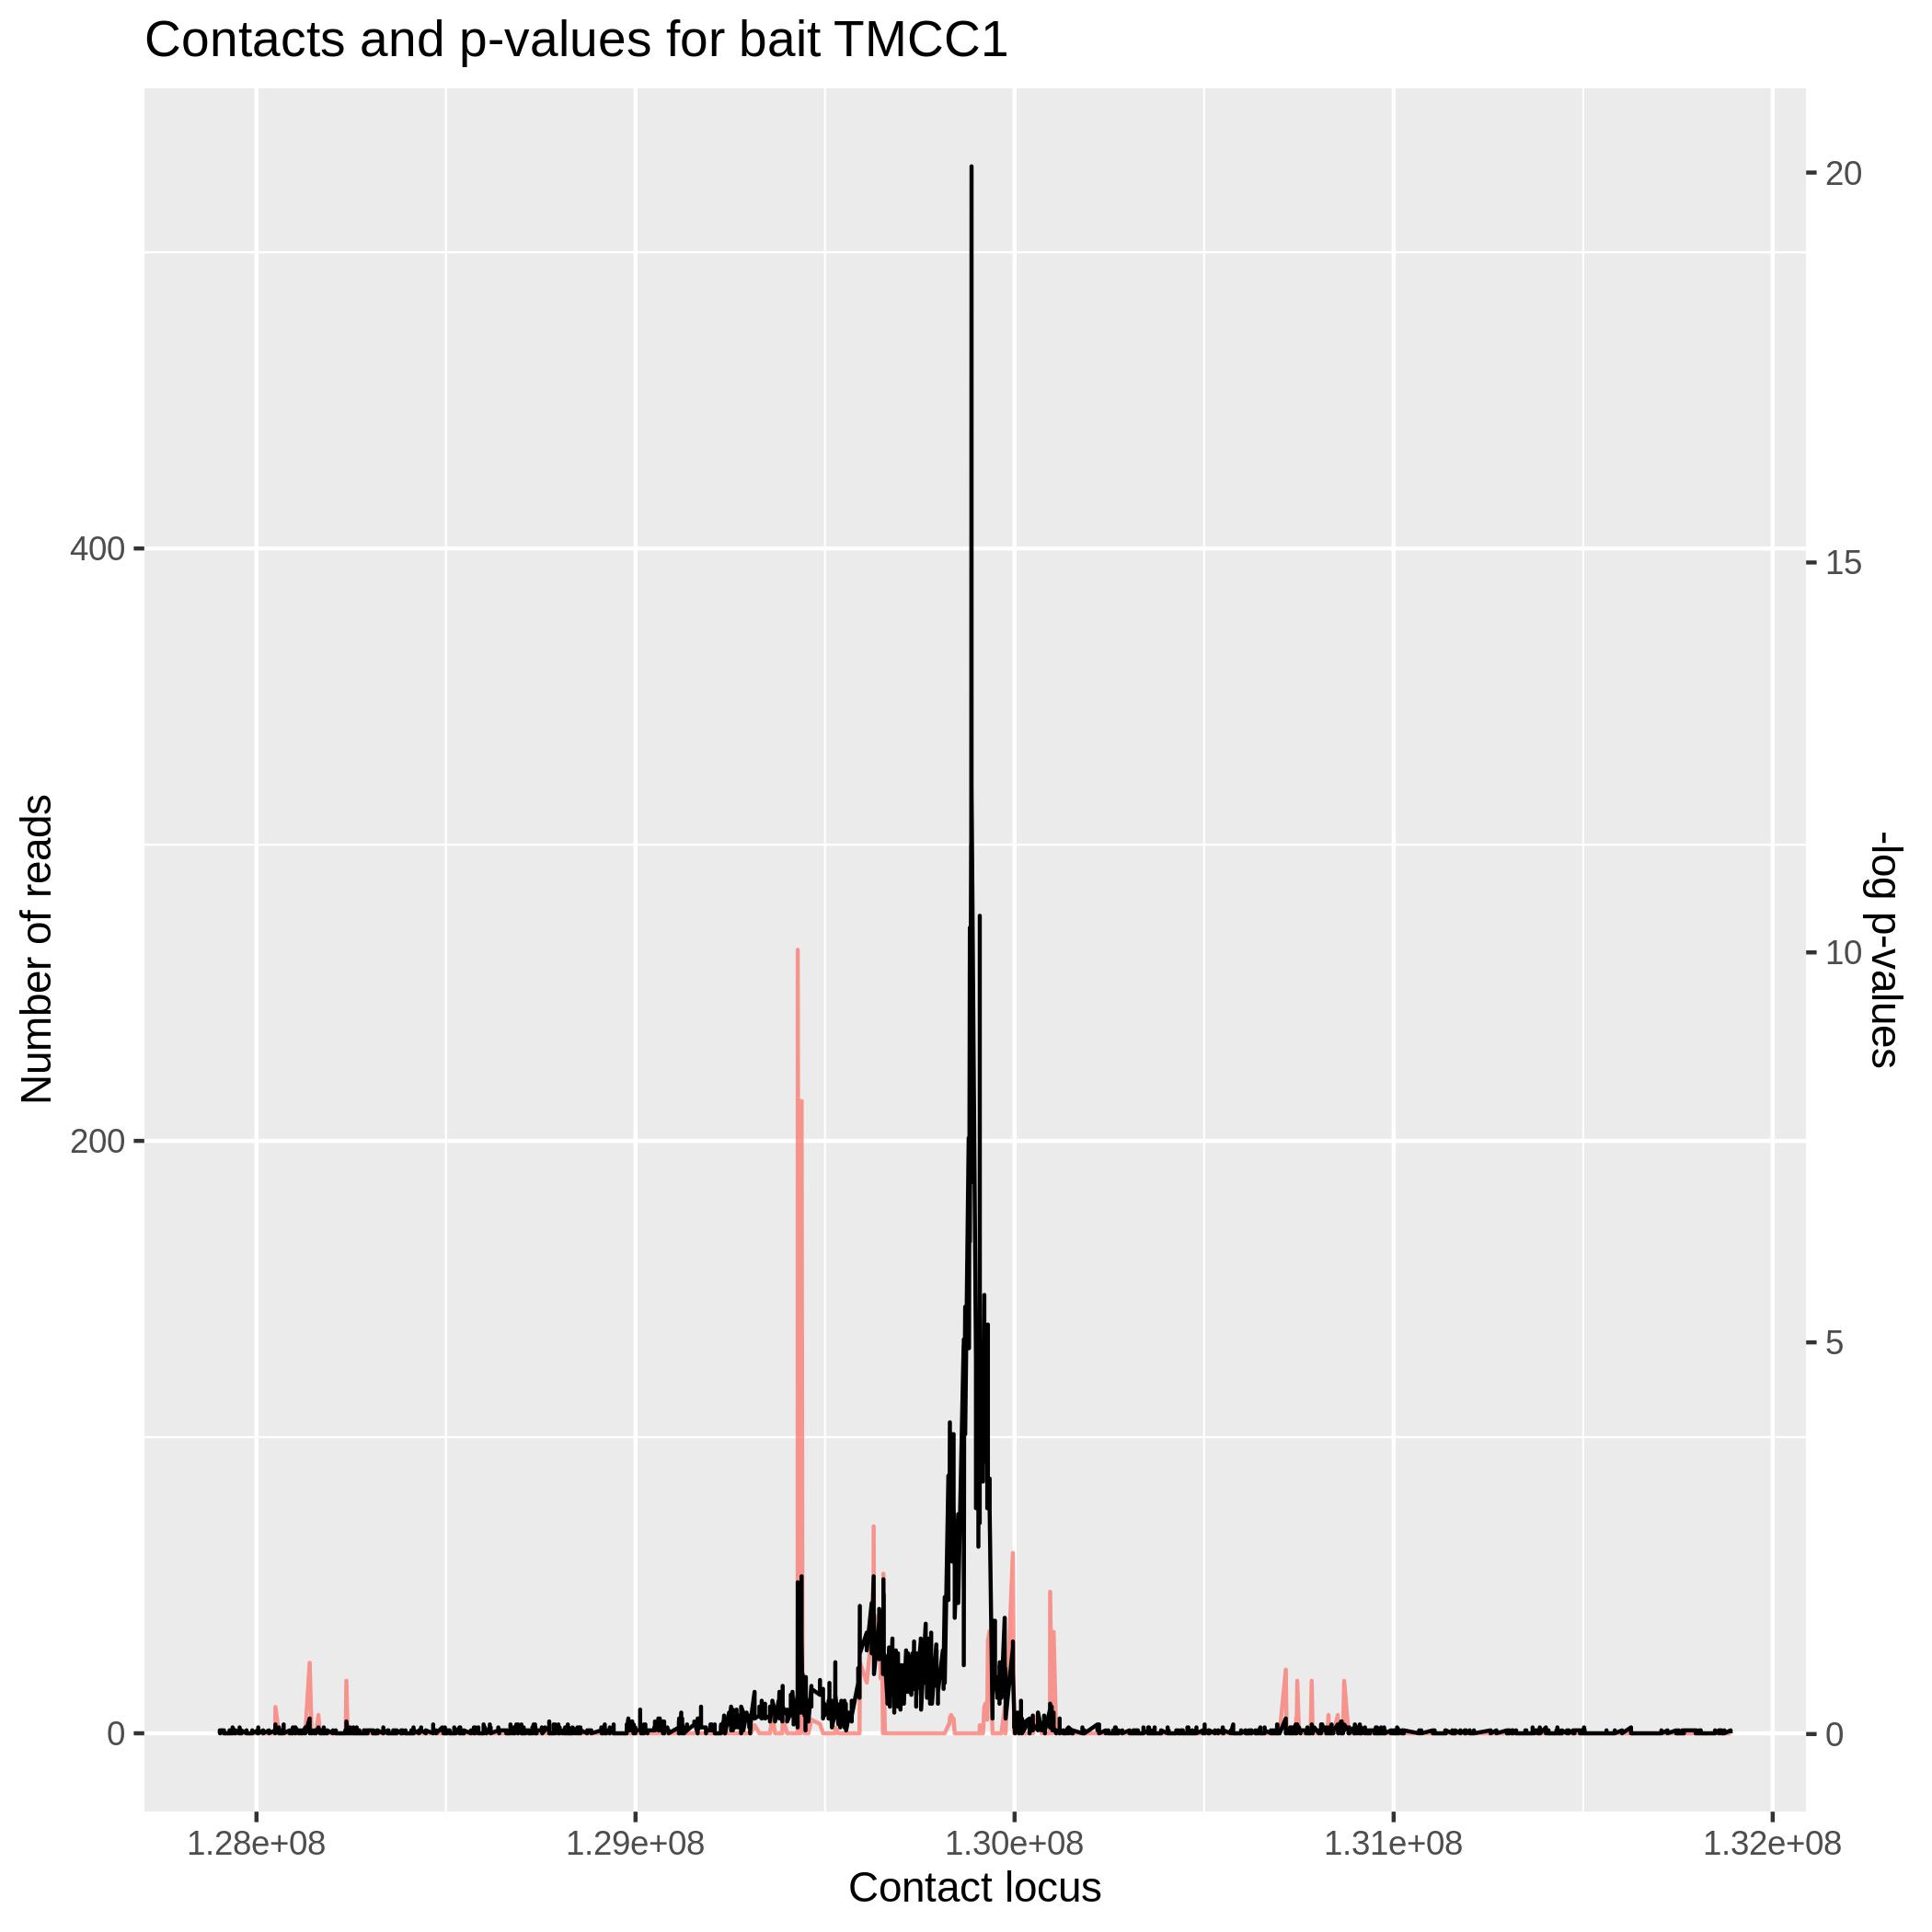 Contacts and p-values for bait TMCC1
Number of reads
400
200
0
20
15
10
5
0
-log p-values
1.28e+08
1.29e+08
1.30e+08
1.31e+08
1.32e+08
Contact locus